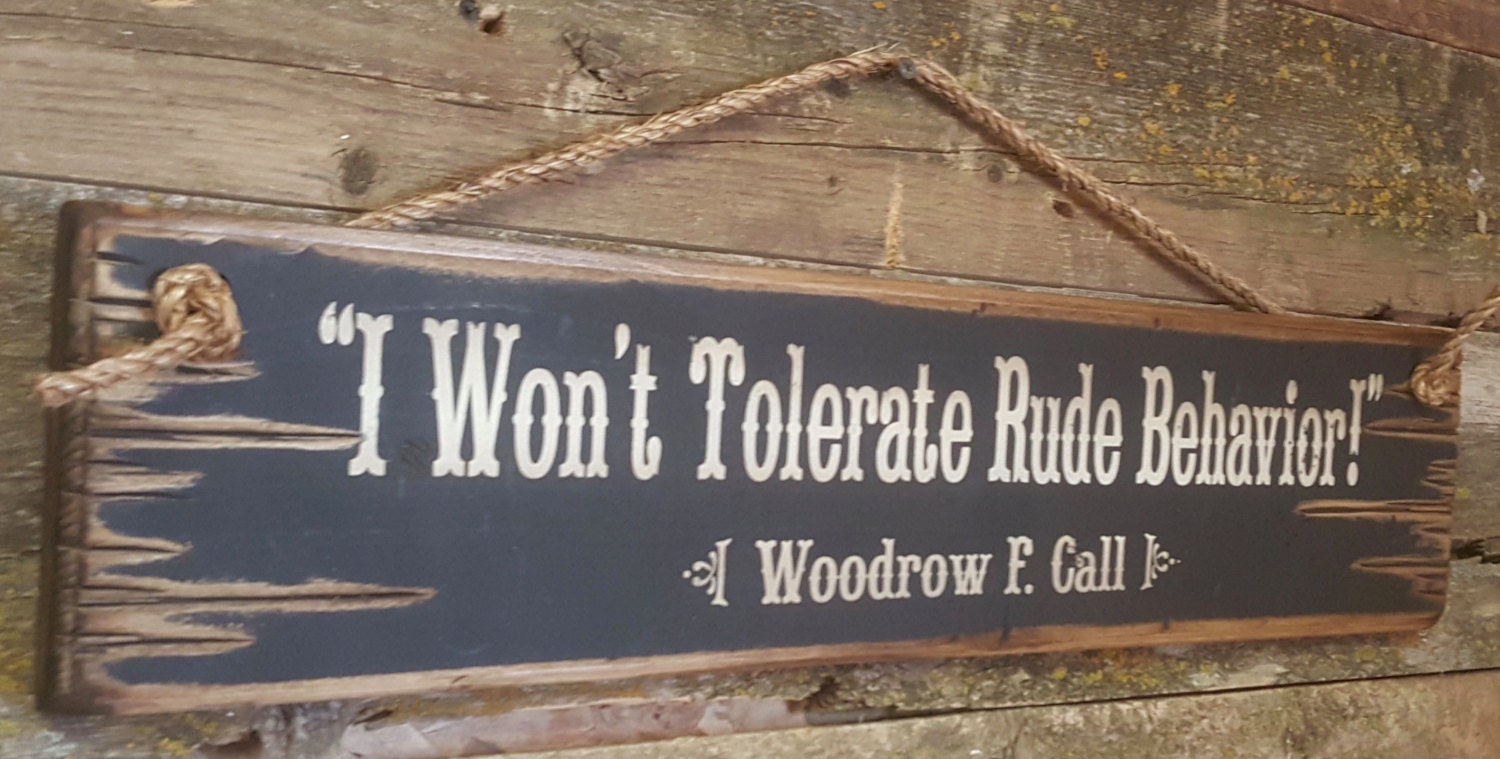 “I Won't Tolerate Rude Behavior!”
Woodrow F. Call